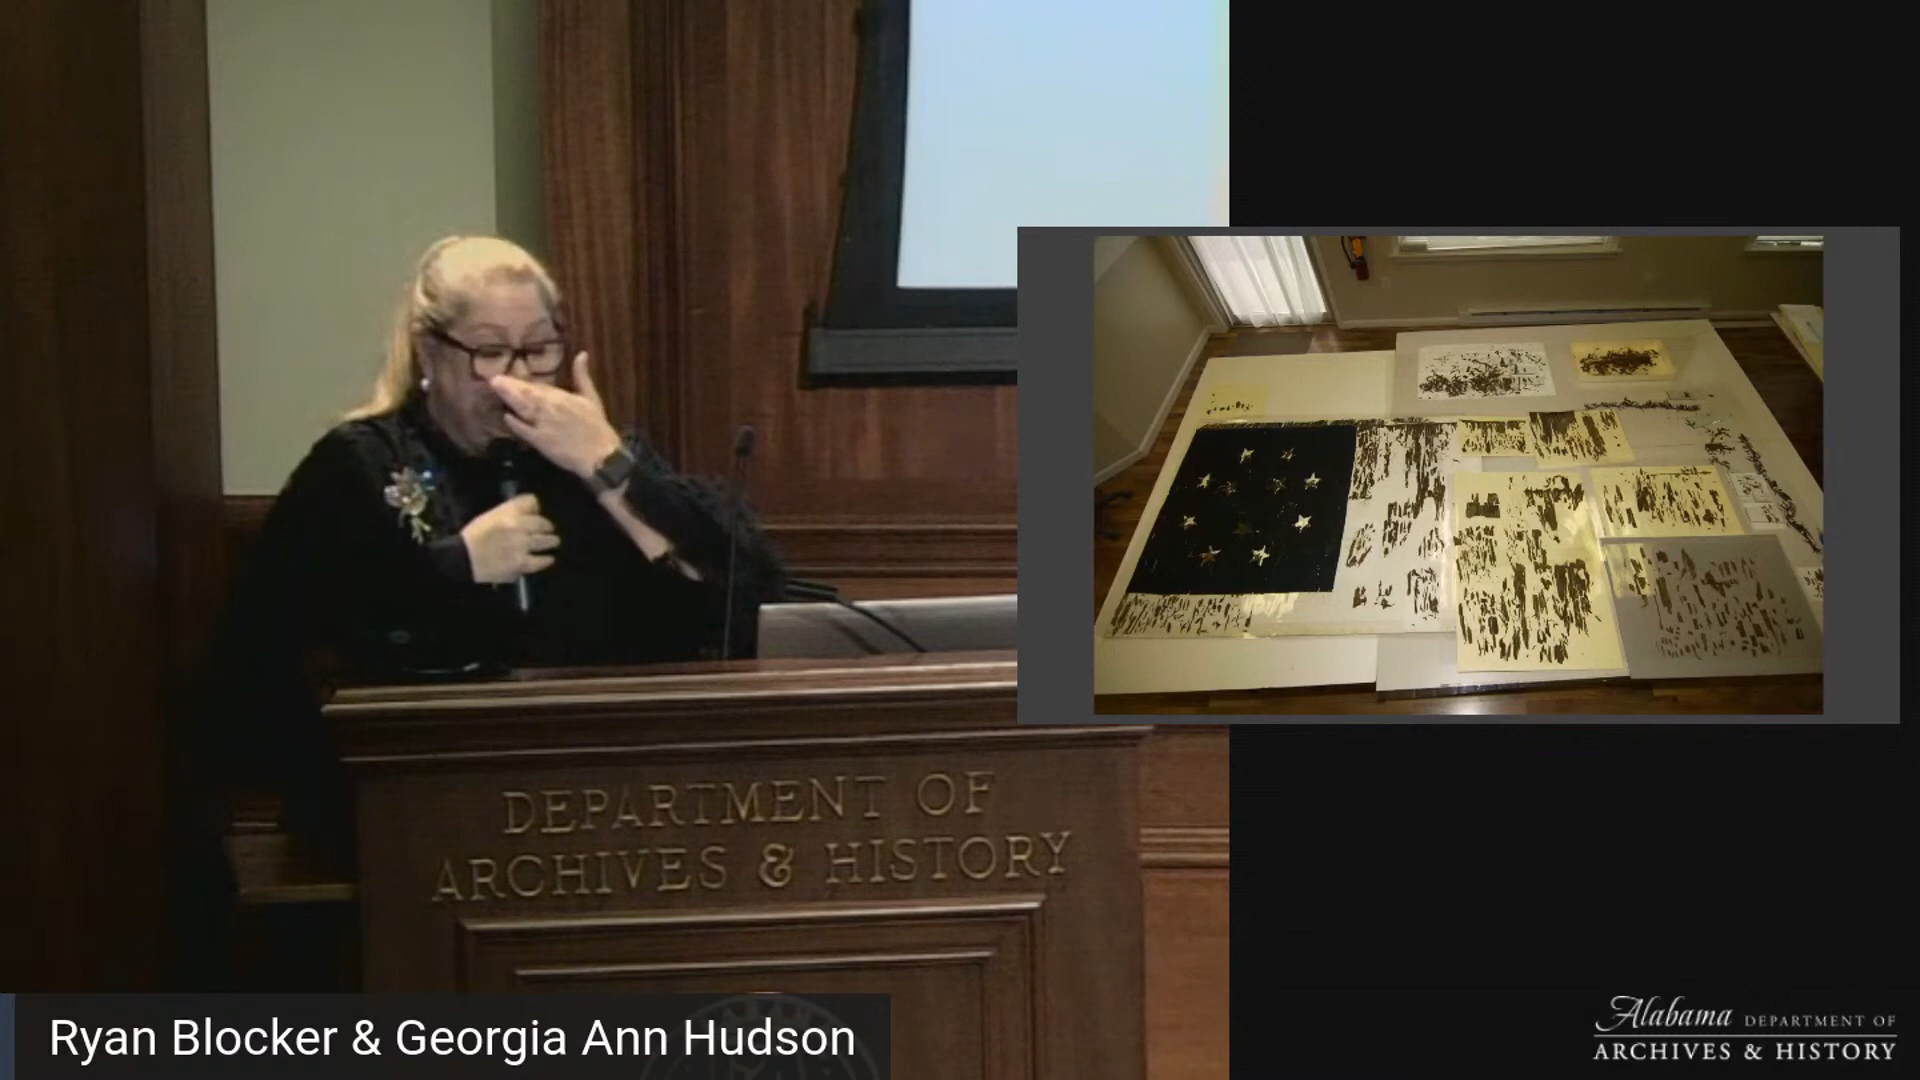 DEPARTMENT OF
ARCHIVES & HISTORY
Ryan Blocker & Georgia Ann Hudson
Alabama DEPARTMENT OF
ARCHIVES & HISTORY